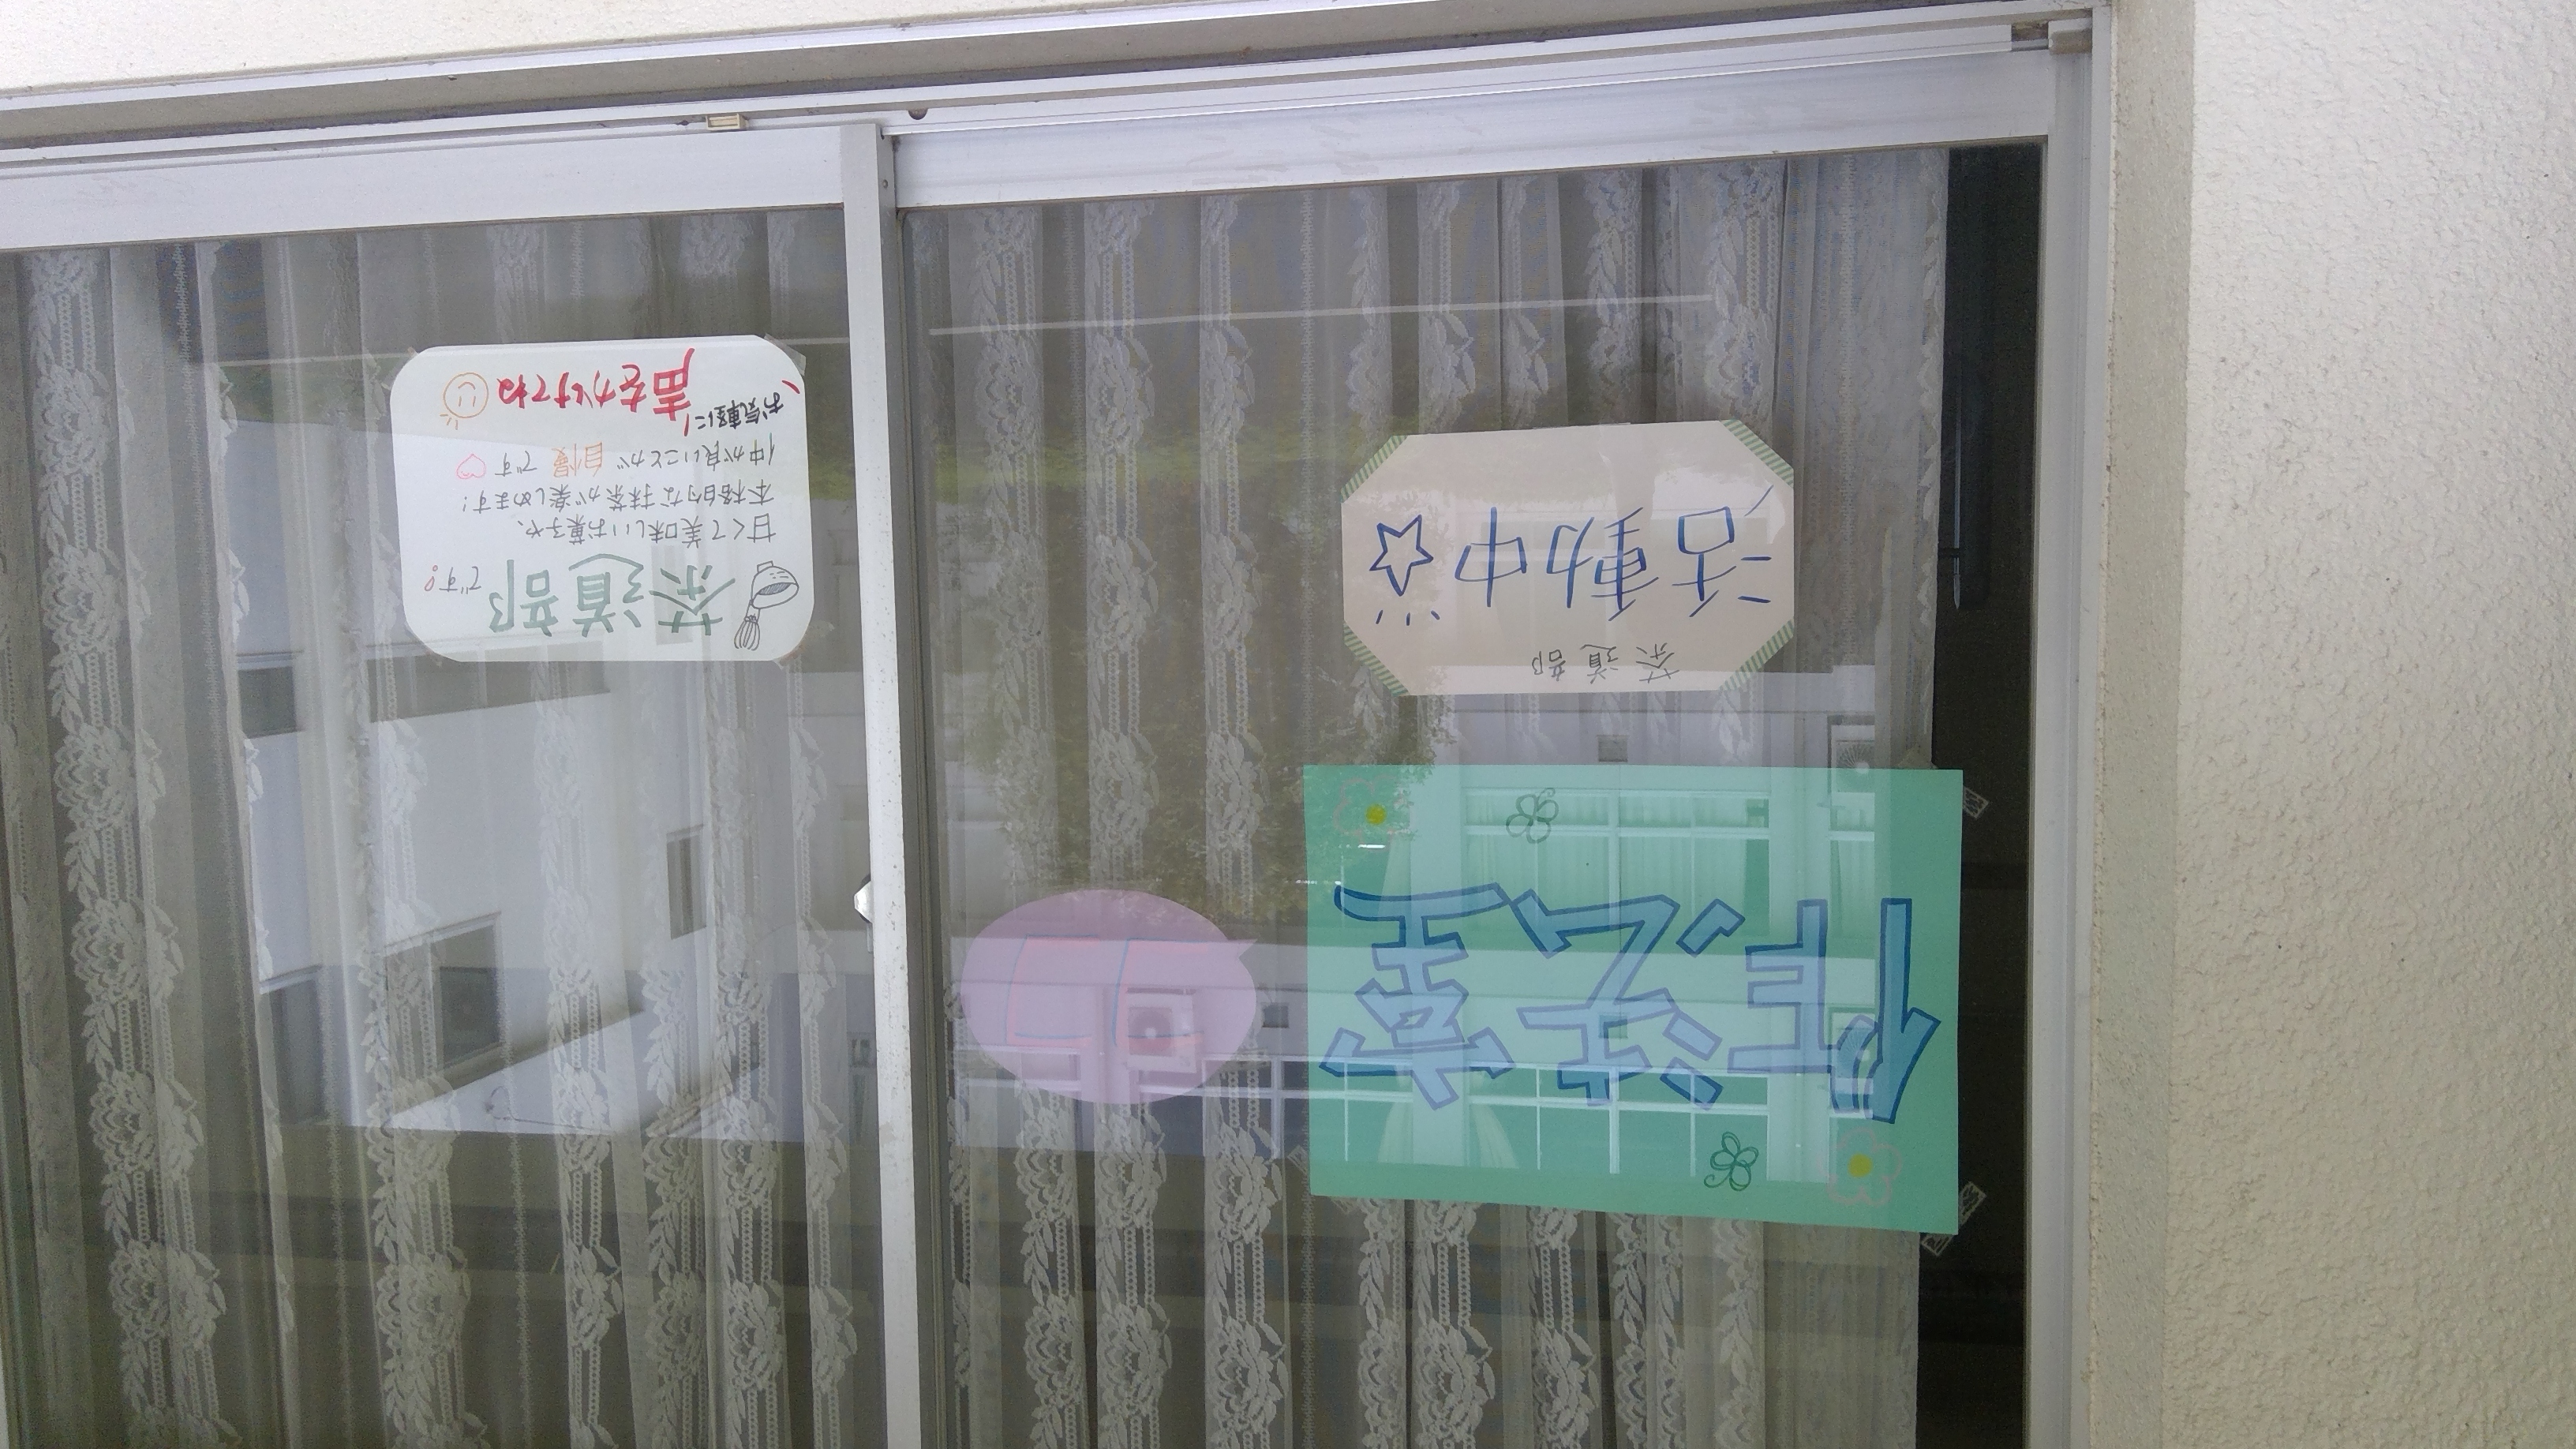 作法室
ココ
茶道部
活動中☆
茶道部です!
甘くて美味しいお菓子や、
本格的な抹茶が楽しめます!
仲が良いことが自慢です♡
お気軽に!
声をかけてね